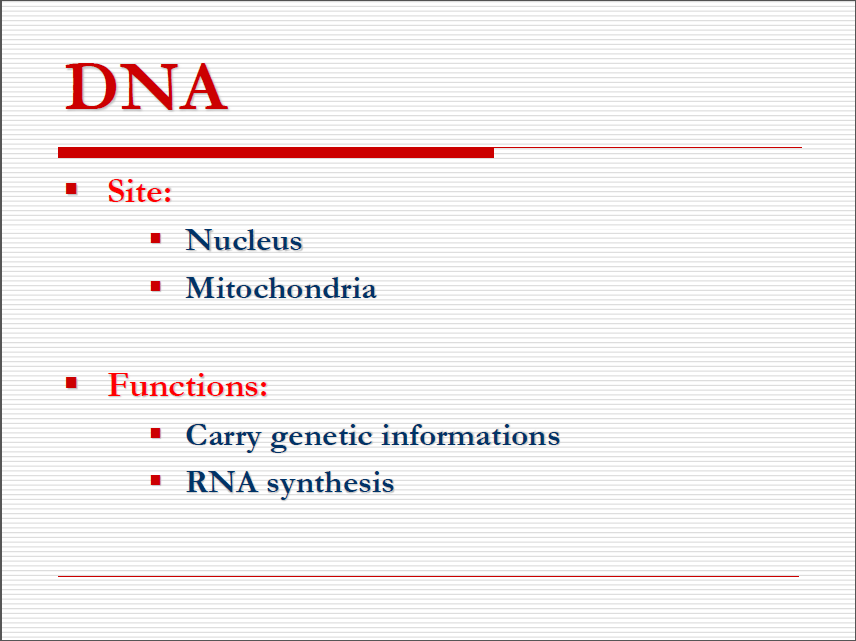 DNA
Site:
Nucleus
Mitochondria
Functions:
Carry genetic informations
RNA synthesis